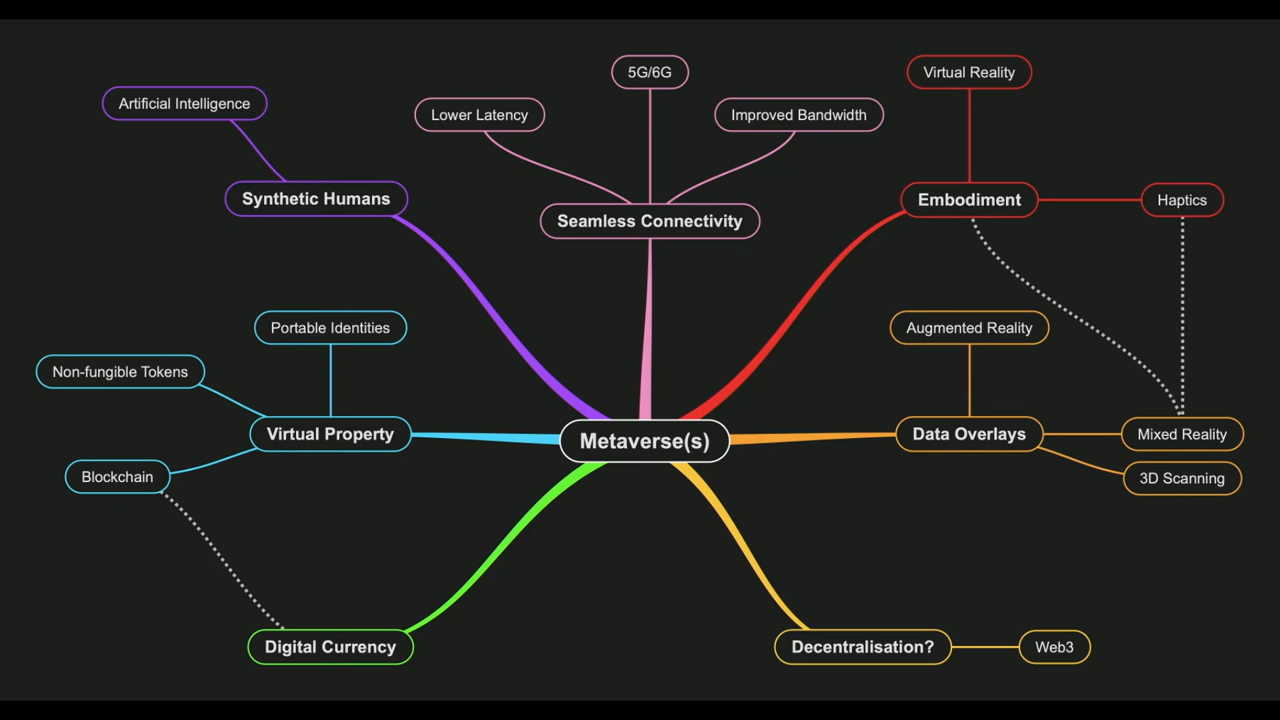 5G/6G
Virtual Reality
Artificial Intelligence
Lower Latency
Improved Bandwidth
Synthetic Humans
Embodiment
Haptics
Seamless Connectivity
Portable Identities
Augmented Reality
Non-fungible Tokens
Virtual Property
Metaverse(s)
Data Overlays
Mixed Reality
Blockchain
3D Scanning
Digital Currency
Decentralisation?
Web3